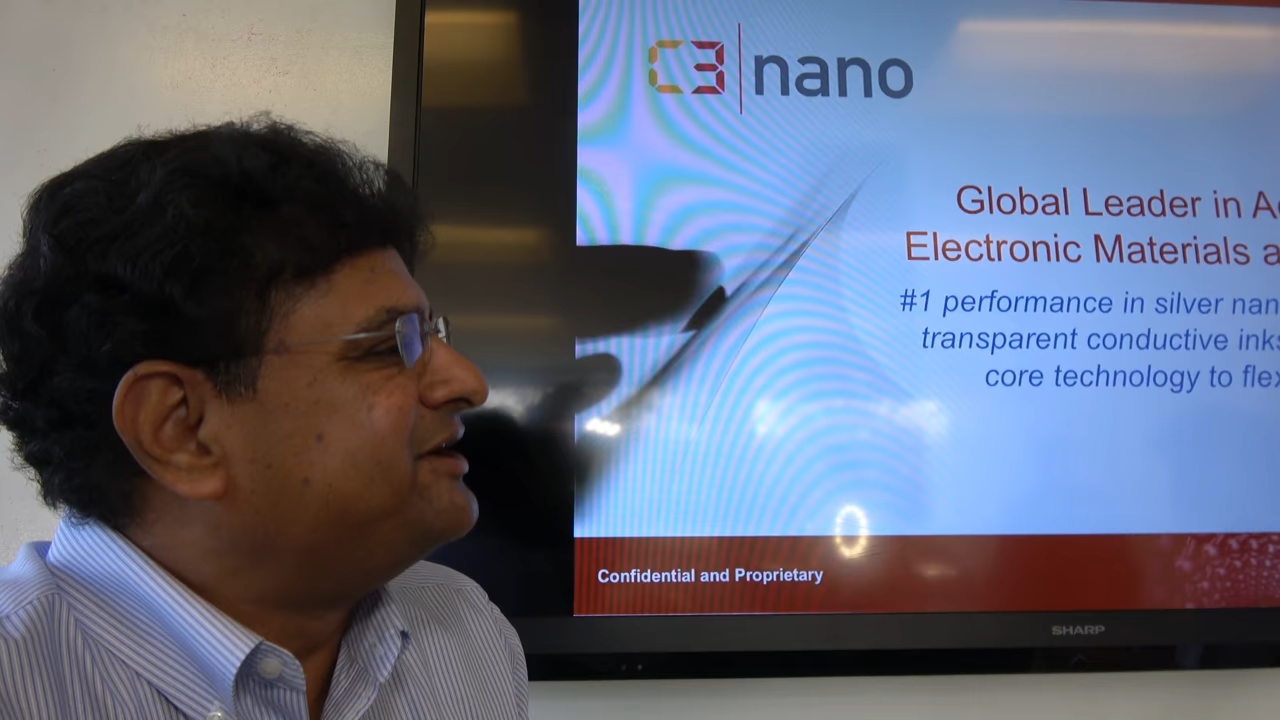 C3 nano
Global Leader in
Electronic Materials
#1 performance in silver
transparent conductive
core technology to
Confidential and Proprietary
SHARP